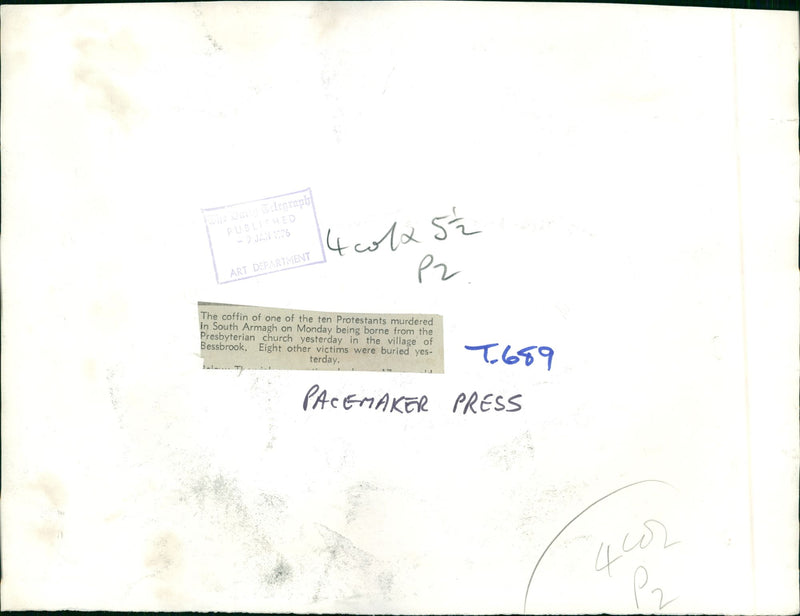 The Daily Telegraph
PUBLISHED
- 9 JAN 1976
ART DEPARTMENT
4 col x 5½
P2
The coffin of one of the ten Protestants murdered
in South Armagh on Monday being borne from the
Presbyterian church yesterday in the village of
Bessbrook. Eight other victims were buried yes-
terday.
T.689
PACEMAKER PRESS
4 col
P2